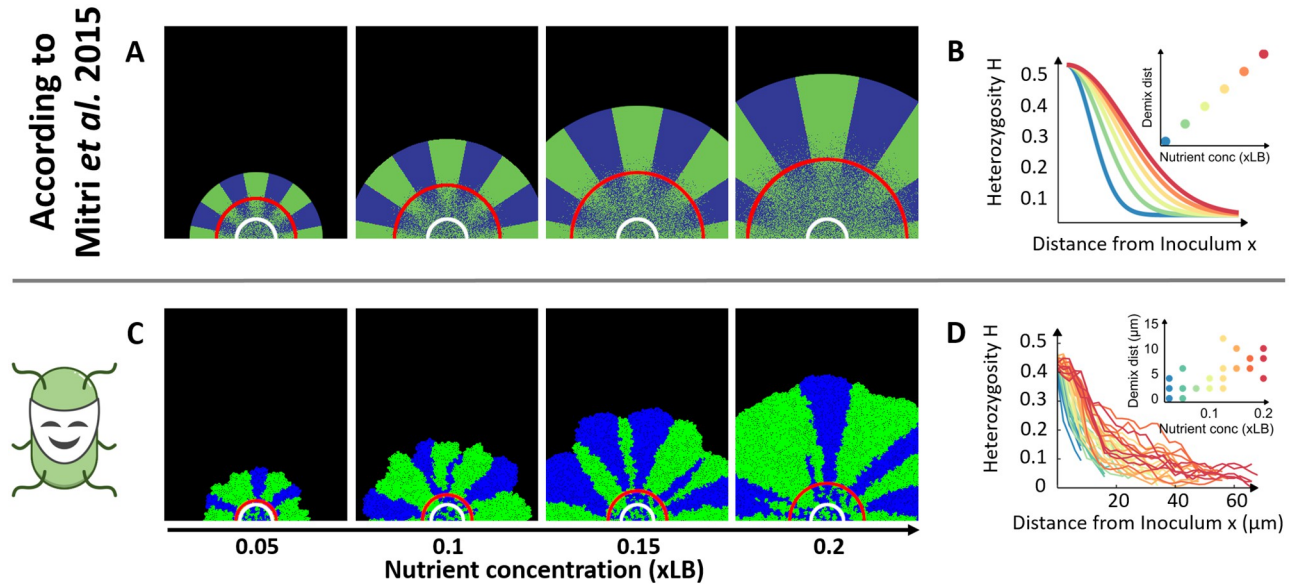 According to
Mitri et al. 2015
A
B
Heterozygosity H
0.5
0.4
0.3
0.2
0.1
Distance from Inoculum x
Demix dist
Nutrient conc (xLB)
C
0.05
0.1
0.15
0.2
Nutrient concentration (xLB)
D
Heterozygosity H
0.5
0.4
0.3
0.2
0.1
0
20
40
60
Distance from Inoculum x (μm)
Demix dist (μm)
15
10
5
0
0.1
0.2
Nutrient conc (xLB)